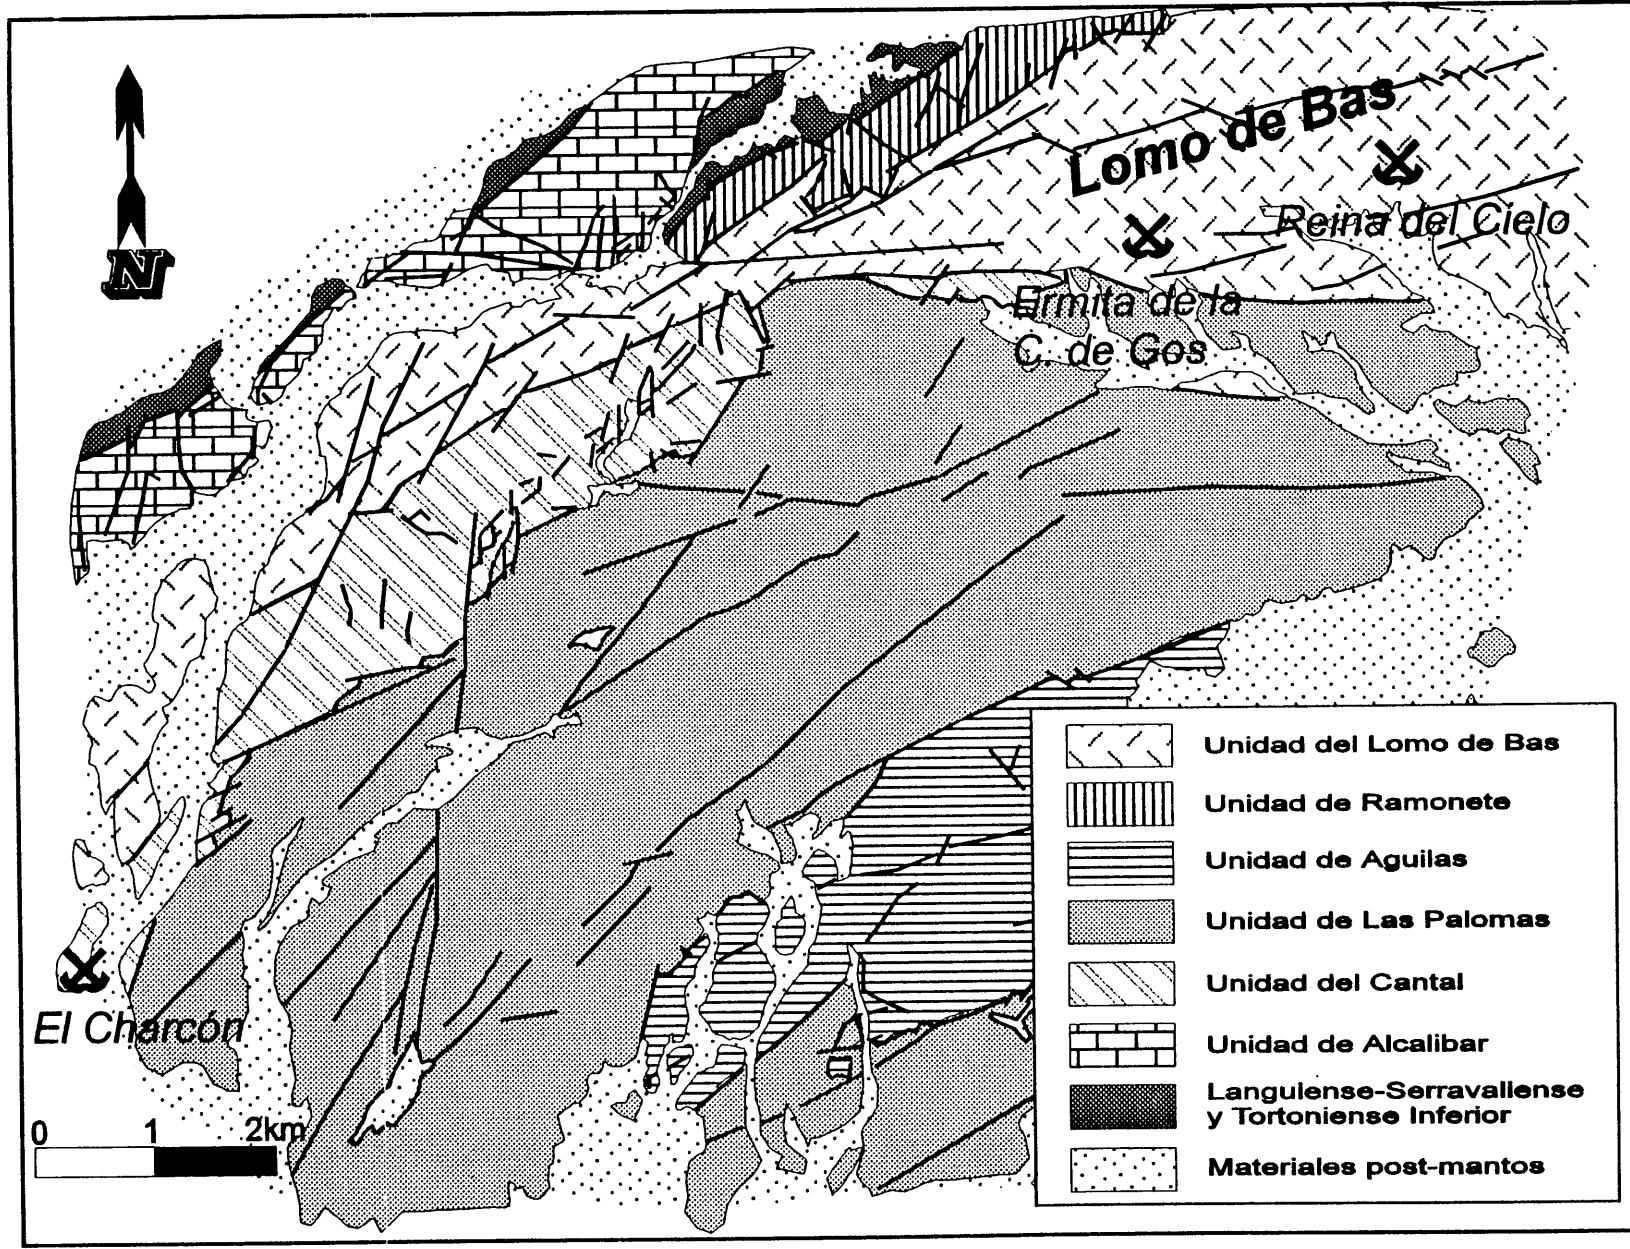 N
Lomo de Bas
Reina del Cielo
Ermita de la
C. de Gos
El Charcón
0 1 2km
Unidad del Lomo de Bas
Unidad de Ramonete
Unidad de Aguilas
Unidad de Las Palomas
Unidad del Cantal
Unidad de Alcalibar
Languiense-Serravaliense
y Tortoniense Inferior
Materiales post-mantos